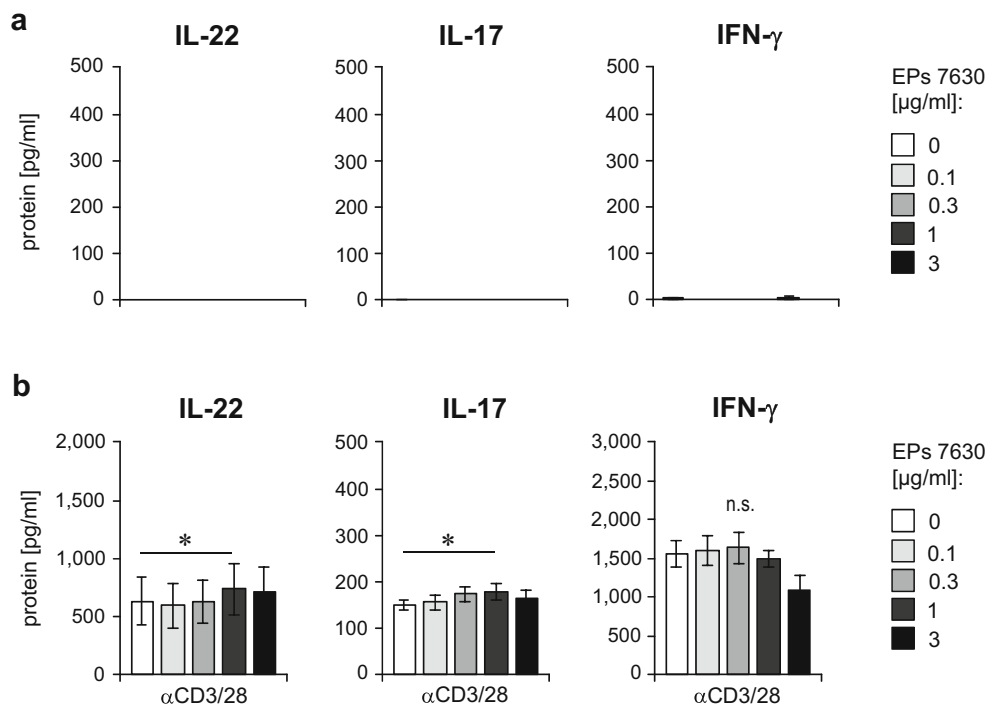 a
IL-22
IL-17
IFN-γ
protein [pg/ml]
500
400
300
200
100
0
500
400
300
200
100
0
500
400
300
200
100
0
EPs 7630
[µg/ml]:
0
0.1
0.3
1
3
b
IL-22
IL-17
IFN-γ
protein [pg/ml]
2,000
1,500
1,000
500
0
*
αCD3/28
500
400
300
200
100
0
*
αCD3/28
3,000
2,500
2,000
1,500
1,000
500
0
n.s.
αCD3/28
EPs 7630
[µg/ml]:
0
0.1
0.3
1
3